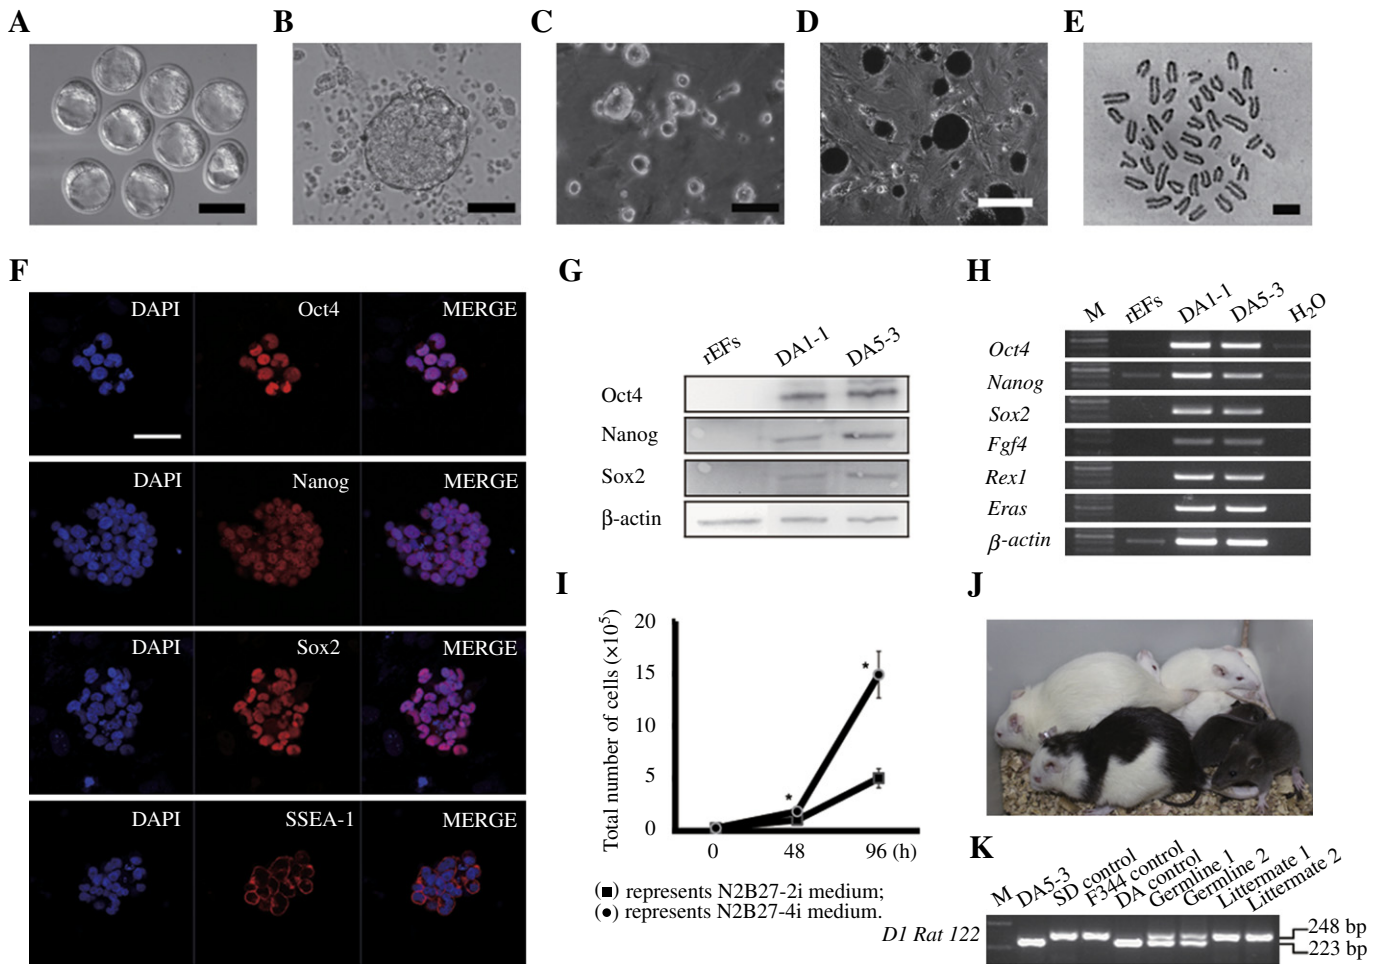 A
B
C
D
E
F
DAPI
Oct4
MERGE
DAPI
Nanog
MERGE
DAPI
Sox2
MERGE
DAPI
SSEA-1
MERGE
G
rEFs
DA1-1
DA5-3
Oct4
Nanog
Sox2
β-actin
H
M
rEFs
DA1-1
DA5-3
H₂O
Oct4
Nanog
Sox2
Fgf4
Rex1
Eras
β-actin
I
Total number of cells (×10⁵)
20
15
10
5
0
*
*
0 48 96 (h)
(■) represents N2B27-2i medium;
(●) represents N2B27-4i medium.
J
K
M
DA5-3
SD control
F344 control
DA control
Germline 1
Germline 2
Littermate 1
Littermate 2
D1 Rat 122
248 bp
223 bp